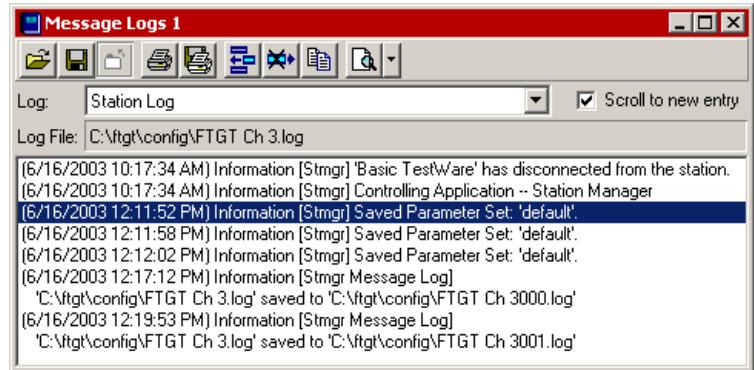 Message Logs 1
Log: Station Log Scroll to new entry
Log File: C:\ftgt\config\FTGT Ch 3.log
(6/16/2003 10:17:34 AM) Information [Stmgr] 'Basic TestWare' has disconnected from the station.
(6/16/2003 10:17:34 AM) Information [Stmgr] Controlling Application -- Station Manager
(6/16/2003 12:11:52 PM) Information [Stmgr] Saved Parameter Set: 'default'.
(6/16/2003 12:11:58 PM) Information [Stmgr] Saved Parameter Set: 'default'.
(6/16/2003 12:12:02 PM) Information [Stmgr] Saved Parameter Set: 'default'.
(6/16/2003 12:17:12 PM) Information [Stmgr Message Log]
'C:\ftgt\config\FTGT Ch 3.log' saved to 'C:\ftgt\config\FTGT Ch 3000.log'
(6/16/2003 12:19:53 PM) Information [Stmgr Message Log]
'C:\ftgt\config\FTGT Ch 3.log' saved to 'C:\ftgt\config\FTGT Ch 3001.log'